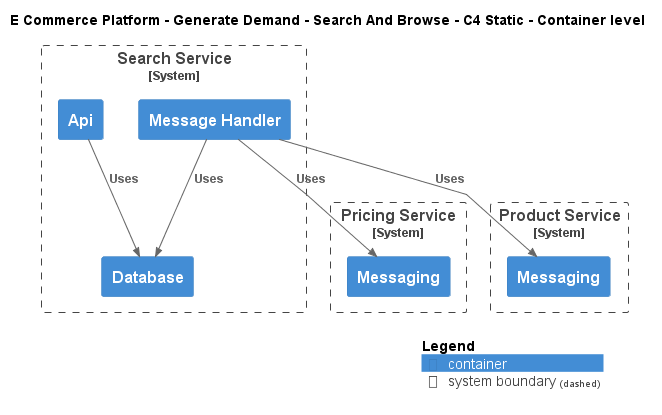 E Commerce Platform - Generate Demand - Search And Browse - C4 Static - Container level
Search Service
[System]
Api
Message Handler
Uses
Uses
Uses
Uses
Pricing Service
[System]
Product Service
[System]
Database
Messaging
Messaging
Legend
container
system boundary (dashed)